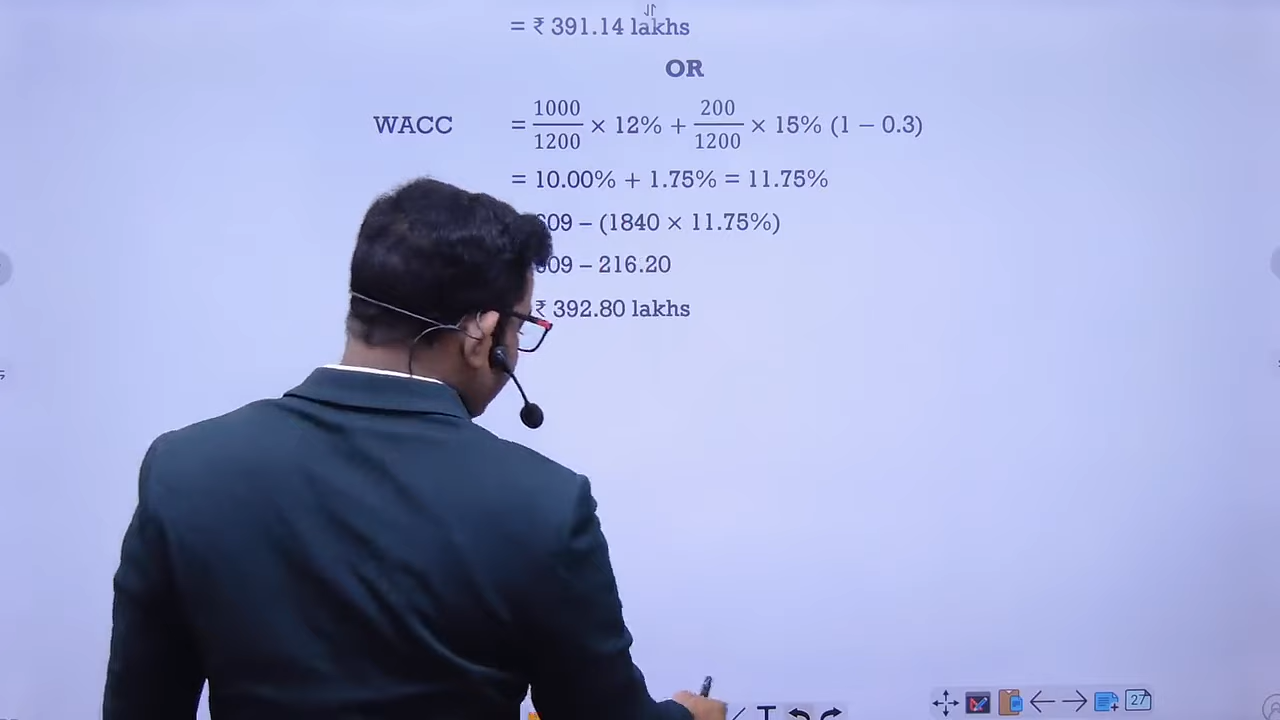 = ₹ 391.14 lakhs
OR
WACC = 1000/1200 × 12% + 200/1200 × 15% (1 – 0.3)
= 10.00% + 1.75% = 11.75%
09 – (1840 × 11.75%)
09 – 216.20
₹ 392.80 lakhs
T
27